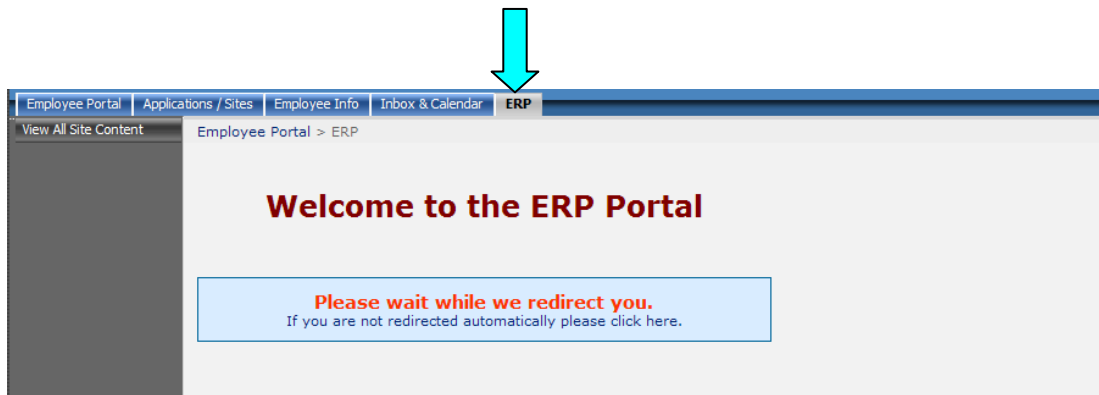 Employee Portal Applications / Sites Employee Info Inbox & Calendar ERP
View All Site Content
Employee Portal > ERP
Welcome to the ERP Portal
Please wait while we redirect you.
If you are not redirected automatically please click here.